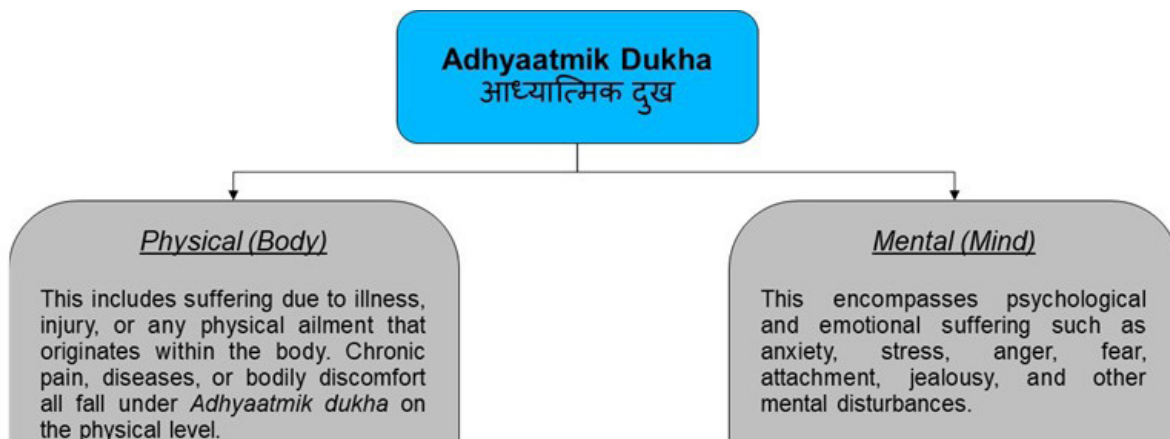 Adhyaatmik Dukha
आध्यात्मिक दुख
Physical (Body)
This includes suffering due to illness,
injury, or any physical ailment that
originates within the body. Chronic
pain, diseases, or bodily discomfort
all fall under Adhyaatmik dukha on
the physical level.
Mental (Mind)
This encompasses psychological
and emotional suffering such as
anxiety, stress, anger, fear,
attachment, jealousy, and other
mental disturbances.